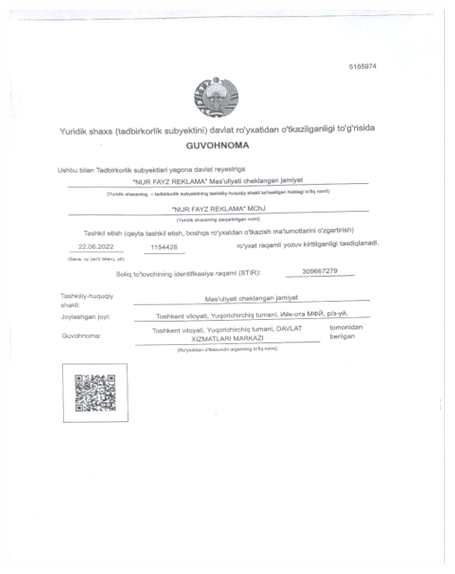 5165974
Yuridik shaxs (tadbirkorlik subyektini) davlat ro'yxatidan o'tkazilganligi to'g'risida
GUVOHNOMA
Ushbu bilan Tadbirkorlik subyektlari yagona davlat reyestriga
"NUR FAYZ REKLAMA" Mas'uliyati cheklangan jamiyat
(Yuridik shaxsning, – tadbirkorlik subyektining tashkiliy-huquqiy shakli ko'rsatilgan holdagi to'liq nomi)
"NUR FAYZ REKLAMA" MChJ
(Yuridik shaxsning qisqartirilgan nomi)
Tashkil etish (qayta tashkil etish, boshqa ro'yxatdan o'tkazish ma'lumotlarini o'zgartirish)
22.06.2022 1154428 ro'yxat raqamli yozuv kiritilganligi tasdiqlanadi.
(Sana, oy (so'z bilan), yil)
Soliq to'lovchining identifikasiya raqami (STIR): 309667279
Tashkiliy-huquqiy shakli: Mas'uliyati cheklangan jamiyat
Joylashgan joyi: Toshkent viloyati, Yuqorichirchiq tumani, Ийк-ота МФЙ, р/э-уй,
Guvohnoma: Toshkent viloyati, Yuqorichirchiq tumani, DAVLAT XIZMATLARI MARKAZI tomonidan berilgan
(Ro'yxatdan o'tkazuvchi organning to'liq nomi)